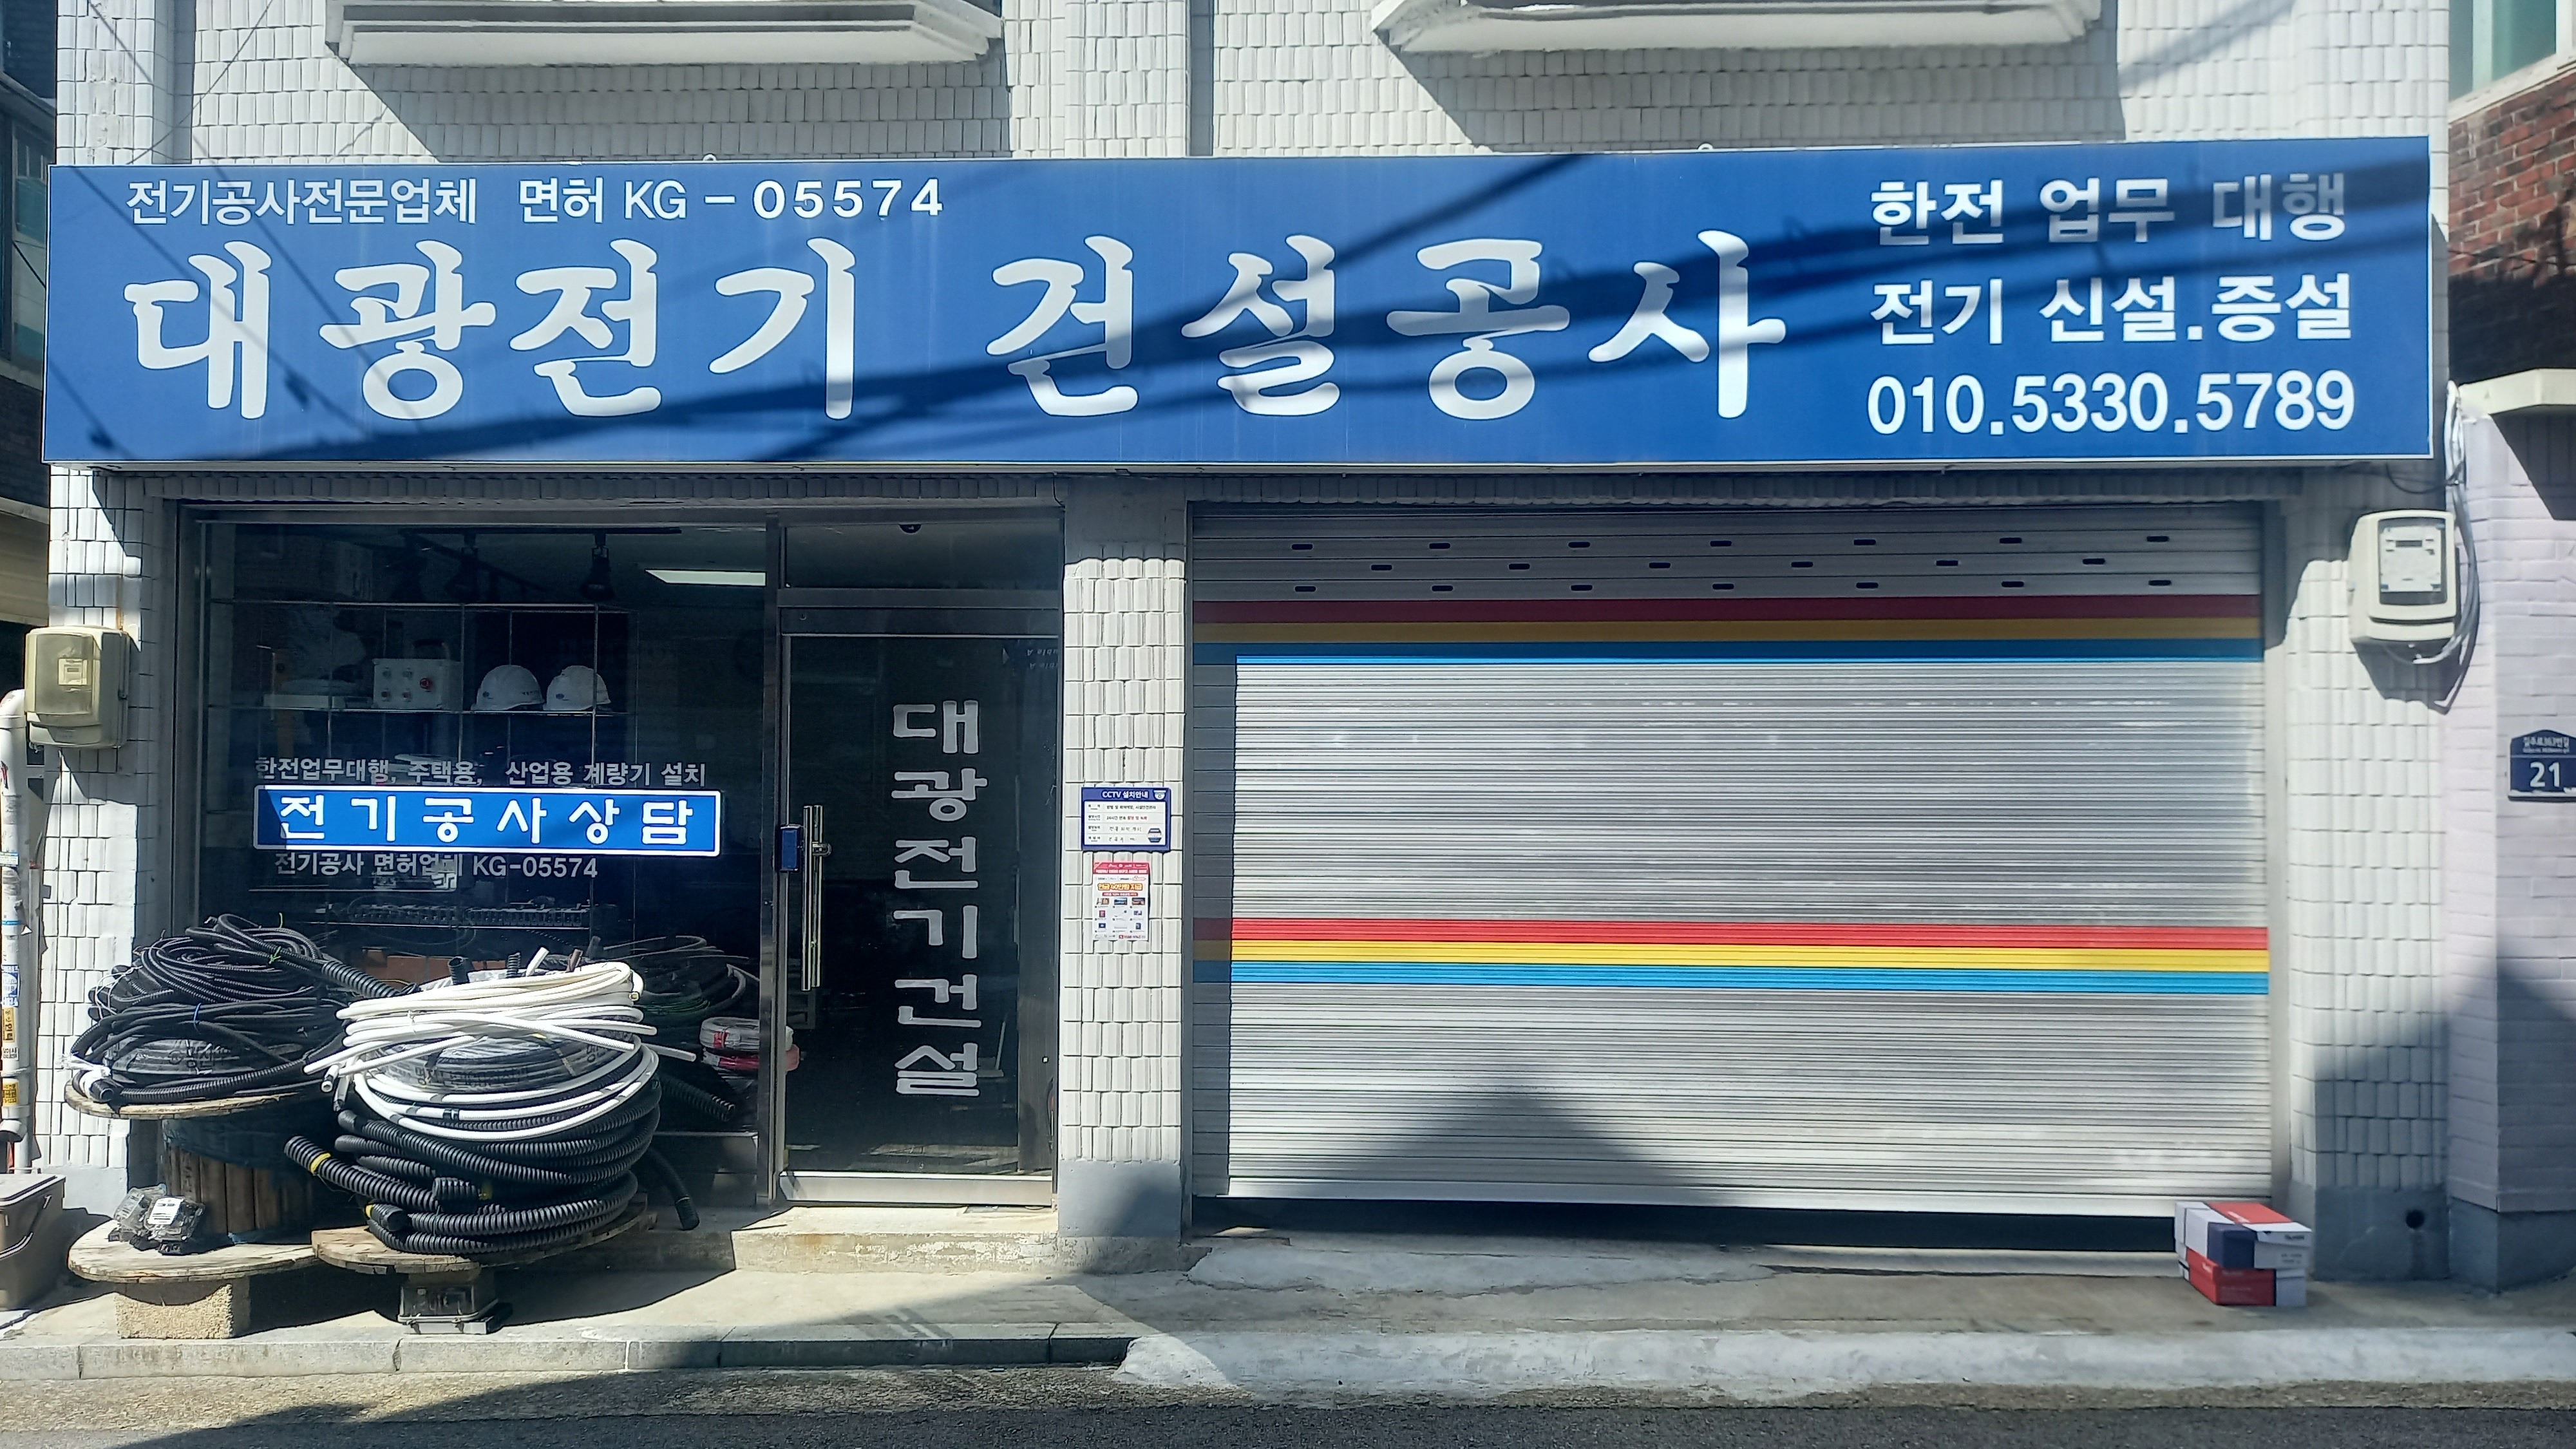 전기공사전문업체 면허 KG - 05574
대광전기 건설공사
한전 업무 대행
전기 신설.증설
010.5330.5789
한전업무대행, 주택용, 산업용 계량기 설치
전기공사상담
전기공사 면허업체 KG-05574
대광전기건설
CCTV 설치안내
21